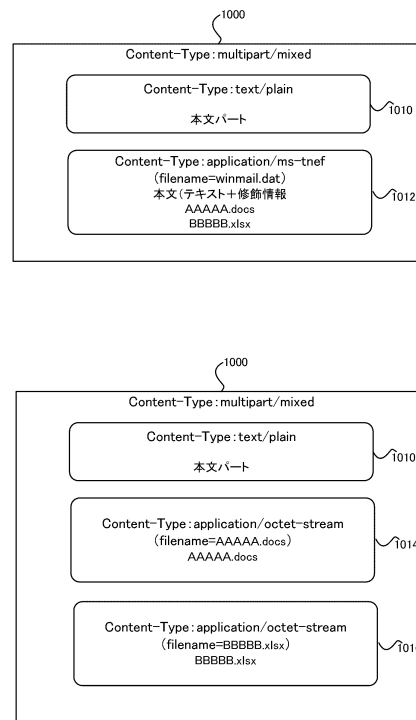 1000
Content-Type:multipart/mixed
Content-Type:text/plain
本文パート
1010
Content-Type:application/ms-tnef
(filename=winmail.dat)
本文(テキスト+修飾情報
AAAAA.docs
BBBBB.xlsx
1012
1000
Content-Type:multipart/mixed
Content-Type:text/plain
本文パート
1010
Content-Type:application/octet-stream
(filename=AAAAA.docs)
AAAAA.docs
1014
Content-Type:application/octet-stream
(filename=BBBBB.xlsx)
BBBBB.xlsx